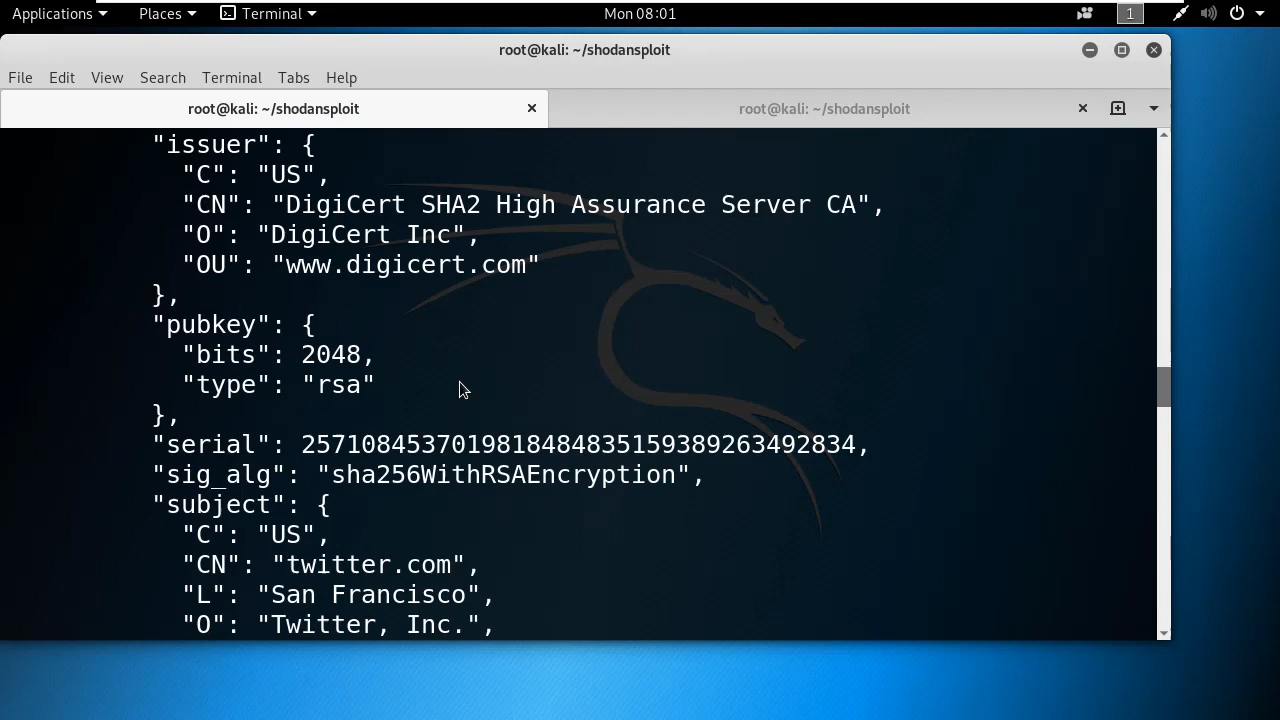 Applications Places Terminal Mon 08:01 1
root@kali: ~/shodansploit
File Edit View Search Terminal Tabs Help
root@kali: ~/shodansploit root@kali: ~/shodansploit
"issuer": {
"C": "US",
"CN": "DigiCert SHA2 High Assurance Server CA",
"O": "DigiCert Inc",
"OU": "www.digicert.com"
},
"pubkey": {
"bits": 2048,
"type": "rsa"
},
"serial": 2571084537019818484835159389263492834,
"sig_alg": "sha256WithRSAEncryption",
"subject": {
"C": "US",
"CN": "twitter.com",
"L": "San Francisco",
"O": "Twitter, Inc.",